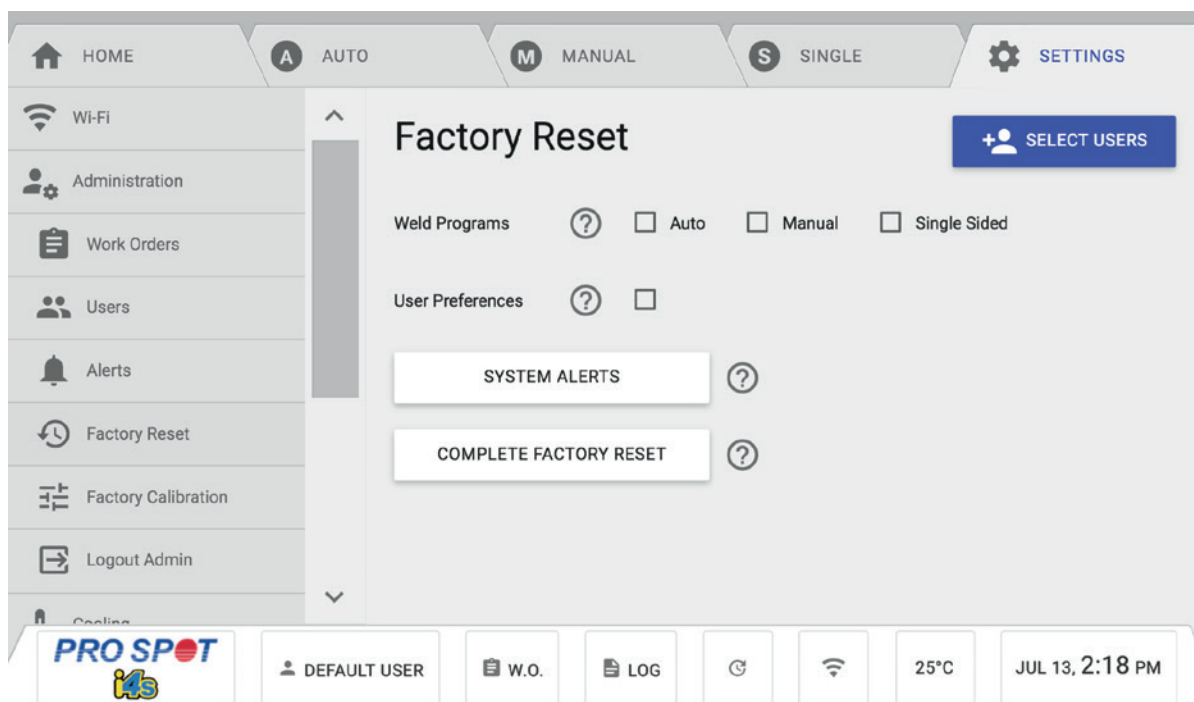 HOME
A AUTO
M MANUAL
S SINGLE
SETTINGS
Wi-Fi
Administration
Work Orders
Users
Alerts
Factory Reset
Factory Calibration
Logout Admin
Cooling
Factory Reset
SELECT USERS
Weld Programs ? Auto Manual Single Sided
User Preferences ?
SYSTEM ALERTS ?
COMPLETE FACTORY RESET ?
PRO SPOT
i4s
DEFAULT USER
W.O.
LOG
25°C
JUL 13, 2:18 PM